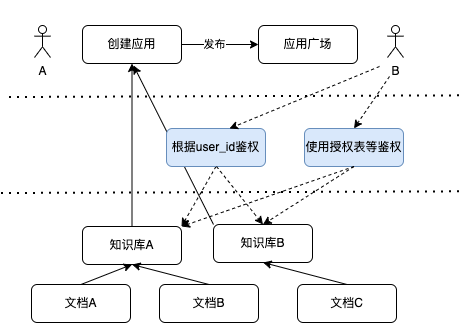 创建应用
发布
应用广场
A
B
根据user_id鉴权
使用授权表等鉴权
知识库A
知识库B
文档A
文档B
文档C